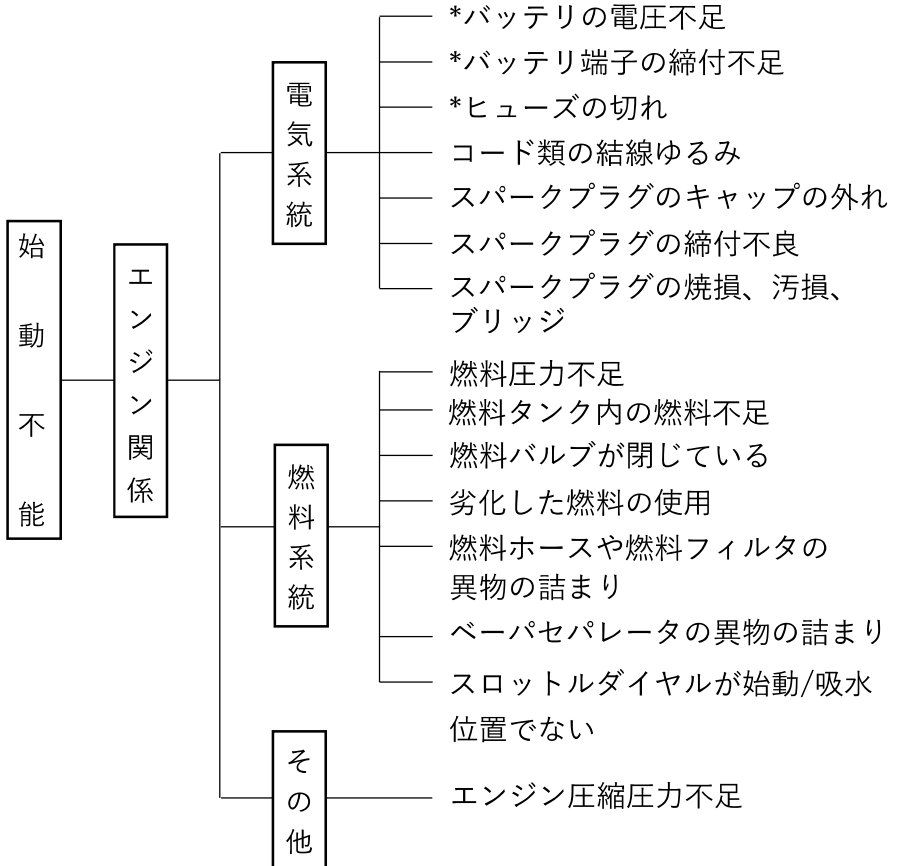 始動不能
エンジン関係
電気系統
*バッテリの電圧不足
*バッテリ端子の締付不足
*ヒューズの切れ
コード類の結線ゆるみ
スパークプラグのキャップの外れ
スパークプラグの締付不良
スパークプラグの焼損、汚損、
ブリッジ
燃料系統
燃料圧力不足
燃料タンク内の燃料不足
燃料バルブが閉じている
劣化した燃料の使用
燃料ホースや燃料フィルタの
異物の詰まり
ベーパセパレータの異物の詰まり
スロットルダイヤルが始動/吸水
位置でない
その他
エンジン圧縮圧力不足